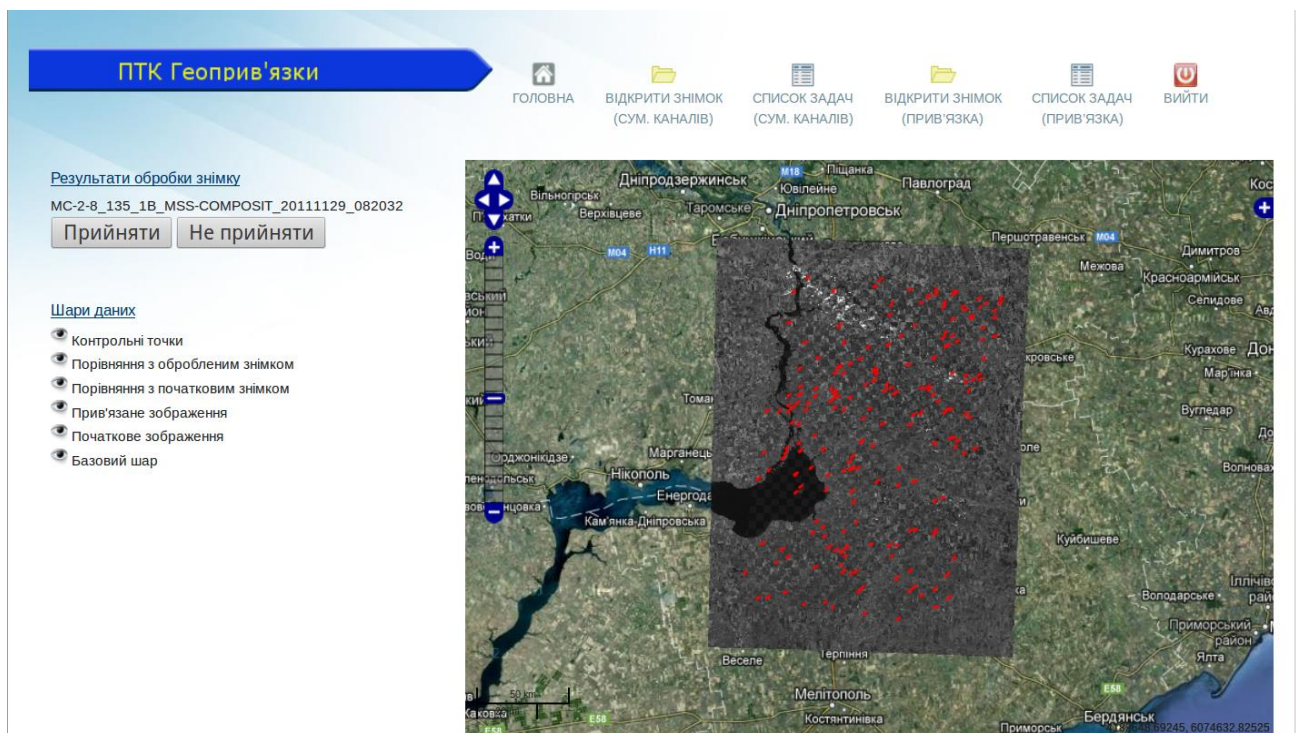 ПТК Геоприв'язки
ГОЛОВНА
ВІДКРИТИ ЗНІМОК
(СУМ. КАНАЛІВ)
СПИСОК ЗАДАЧ
(СУМ. КАНАЛІВ)
ВІДКРИТИ ЗНІМОК
(ПРИВ'ЯЗКА)
СПИСОК ЗАДАЧ
(ПРИВ'ЯЗКА)
ВИЙТИ
Результати обробки знімку
МС-2-8_135_1B_MSS-COMPOSIT_20111129_082032
Прийняти
Не прийняти
Шари даних
Контрольні точки
Порівняння з обробленим знімком
Порівняння з початковим знімком
Прив'язане зображення
Початкове зображення
Базовий шар
M18
Піщанка
Дніпродзержинськ
Ювілейне
Павлоград
Вільногірськ
Верхівцеве
Таромське
Дніпропетровськ
M04
H11
Першотравенськ
M04
Димитров
Межова
Красноармійськ
Селидове
Курахове
Мар'їнка
Вугледар
Марганець
Нікополь
Волноваха
Енергода
Кам'янка-Дніпровська
Куйбишеве
Володарське
Приморський
район
Ялта
Веселе
Терпіння
50 km
Мелітополь
E58
E58
E58
Костянтинівка
Приморськ
Бердянськ